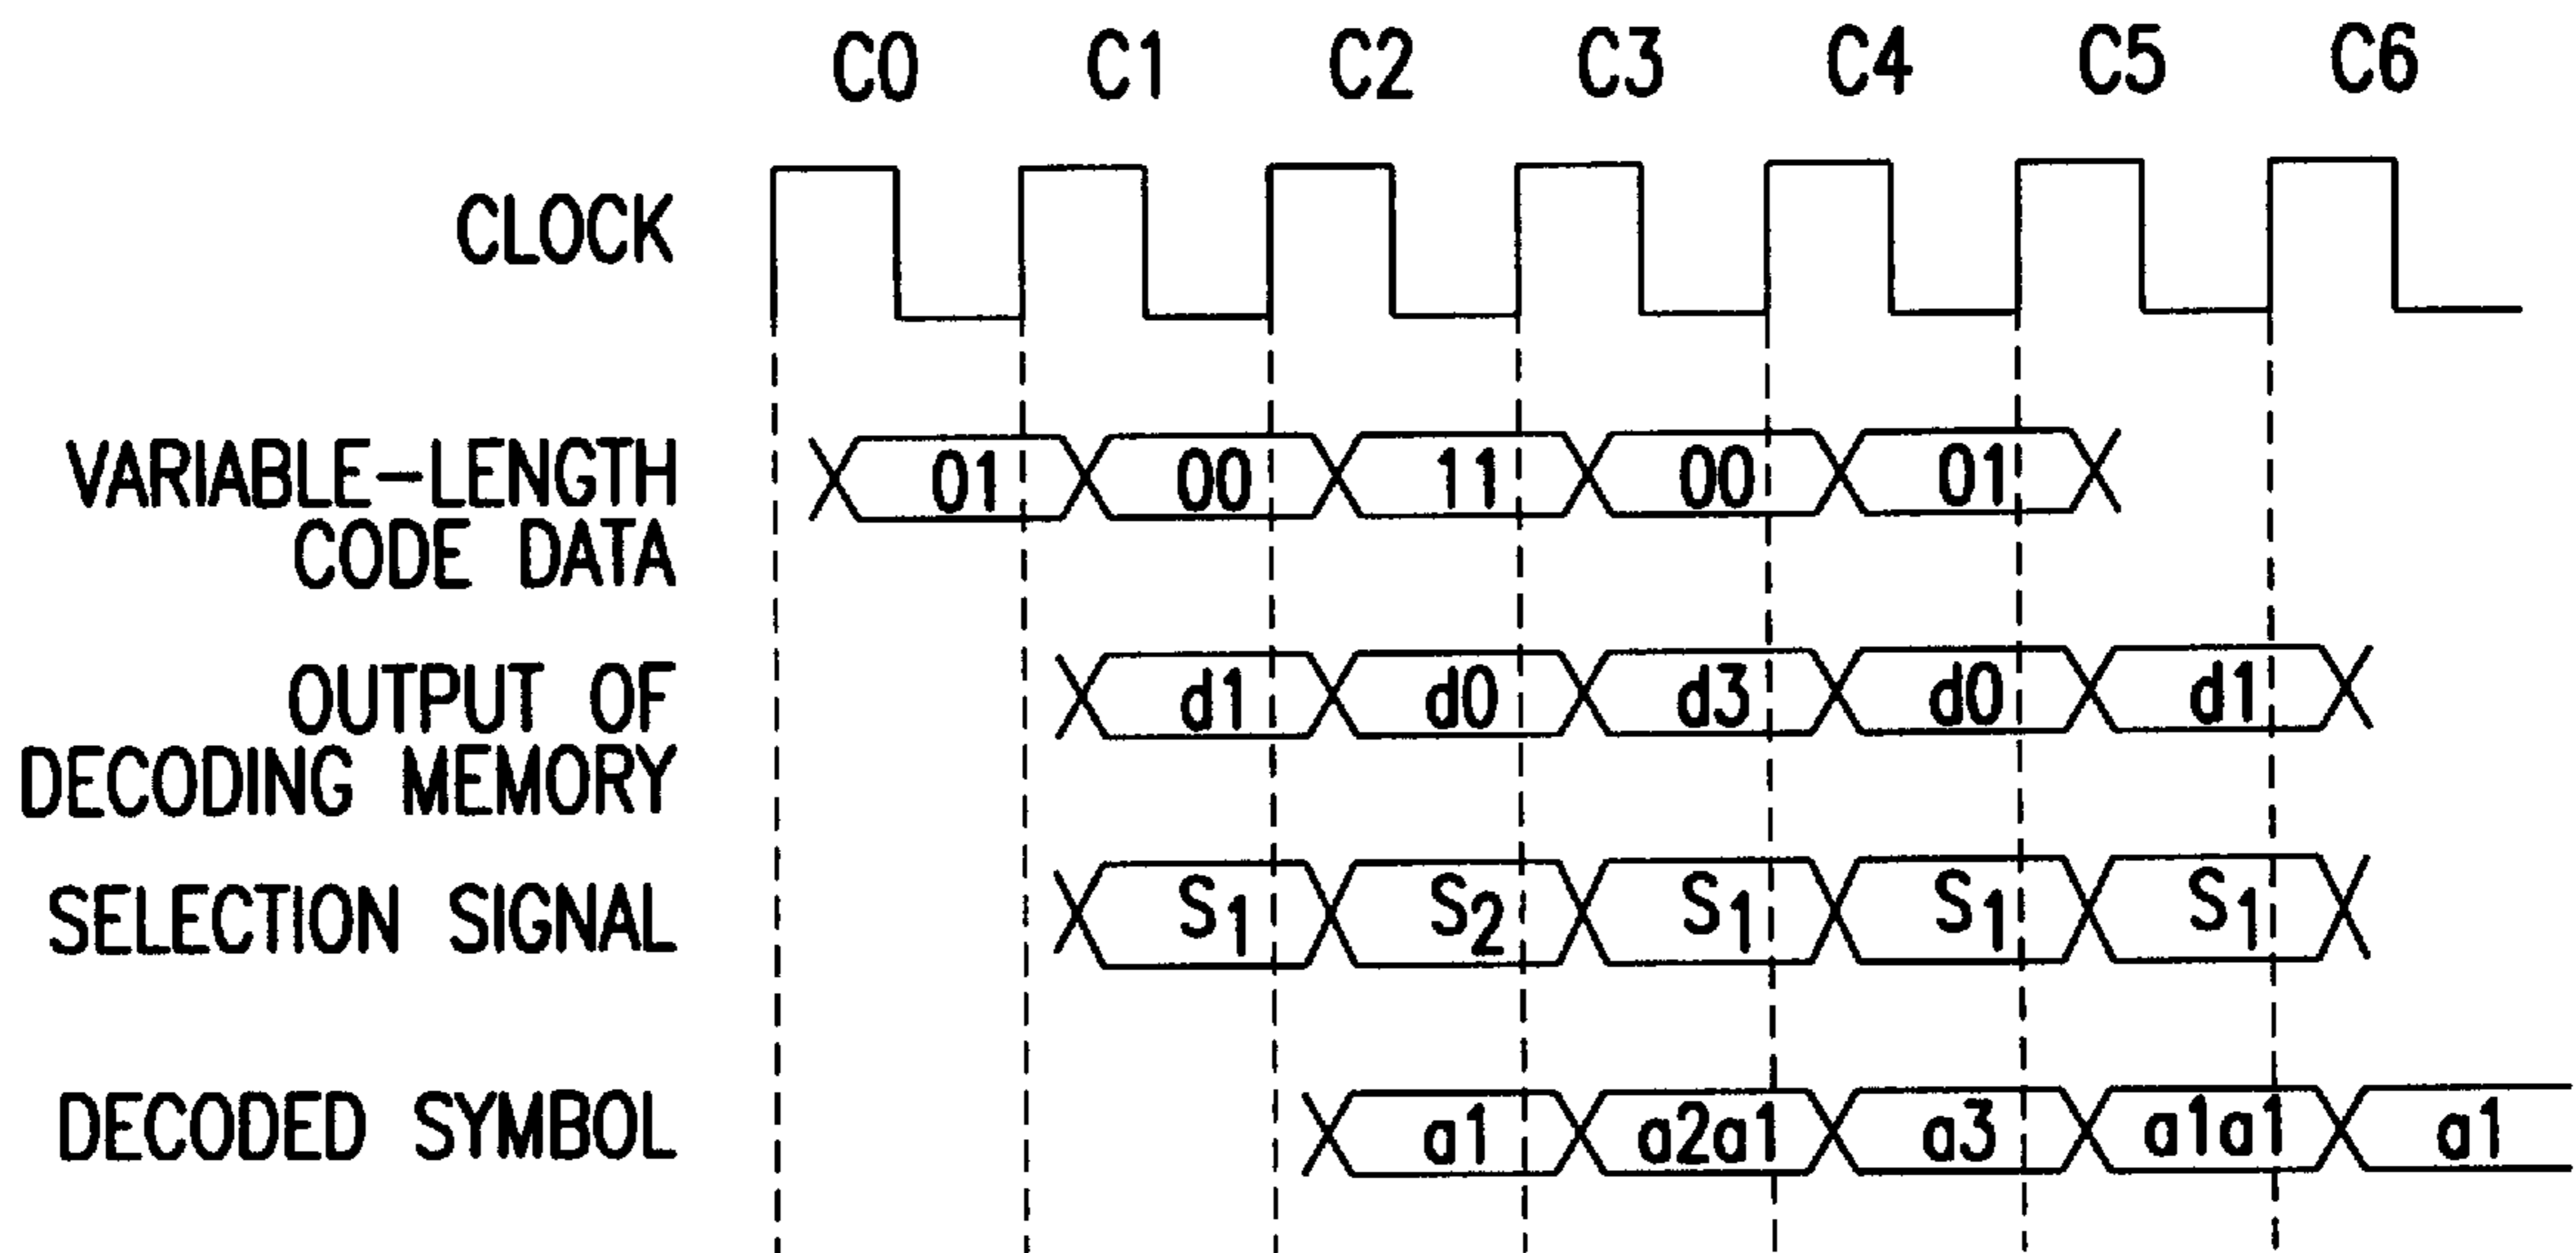 C0 C1 C2 C3 C4 C5 C6
CLOCK
VARIABLE-LENGTH
CODE DATA
01 00 11 00 01
OUTPUT OF
DECODING MEMORY
d1 d0 d3 d0 d1
SELECTION SIGNAL
S1 S2 S1 S1 S1
DECODED SYMBOL
a1 a2a1 a3 a1a1 a1